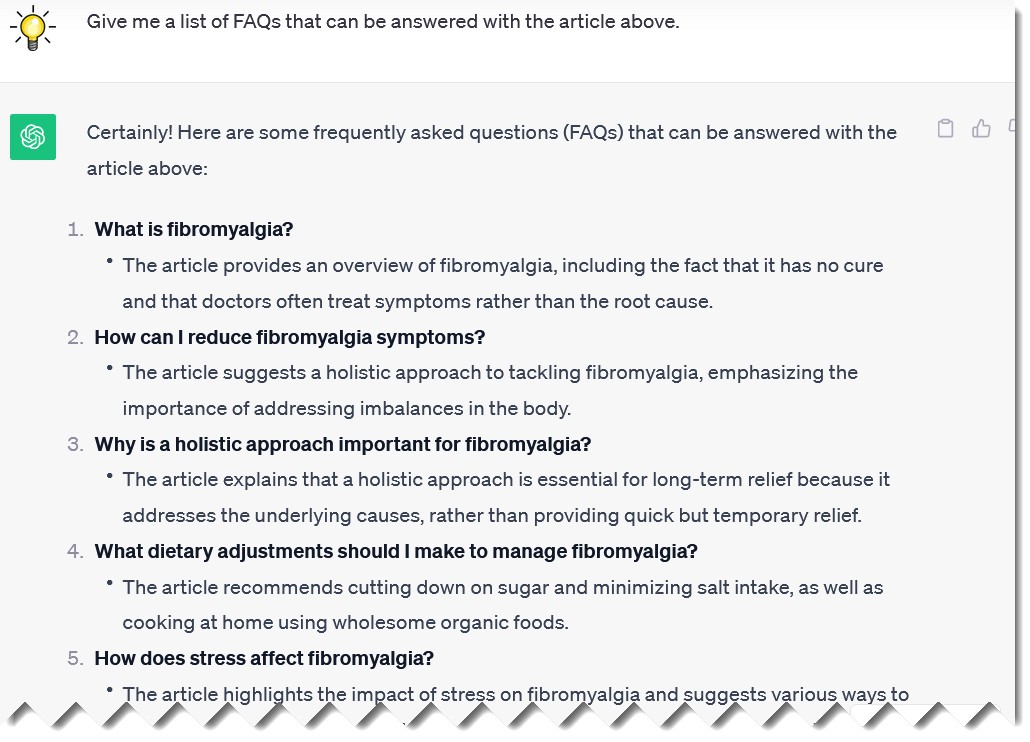 Give me a list of FAQs that can be answered with the article above.
Certainly! Here are some frequently asked questions (FAQs) that can be answered with the
article above:
1. What is fibromyalgia?
• The article provides an overview of fibromyalgia, including the fact that it has no cure
and that doctors often treat symptoms rather than the root cause.
2. How can I reduce fibromyalgia symptoms?
• The article suggests a holistic approach to tackling fibromyalgia, emphasizing the
importance of addressing imbalances in the body.
3. Why is a holistic approach important for fibromyalgia?
• The article explains that a holistic approach is essential for long-term relief because it
addresses the underlying causes, rather than providing quick but temporary relief.
4. What dietary adjustments should I make to manage fibromyalgia?
• The article recommends cutting down on sugar and minimizing salt intake, as well as
cooking at home using wholesome organic foods.
5. How does stress affect fibromyalgia?
• The article highlights the impact of stress on fibromyalgia and suggests various ways to